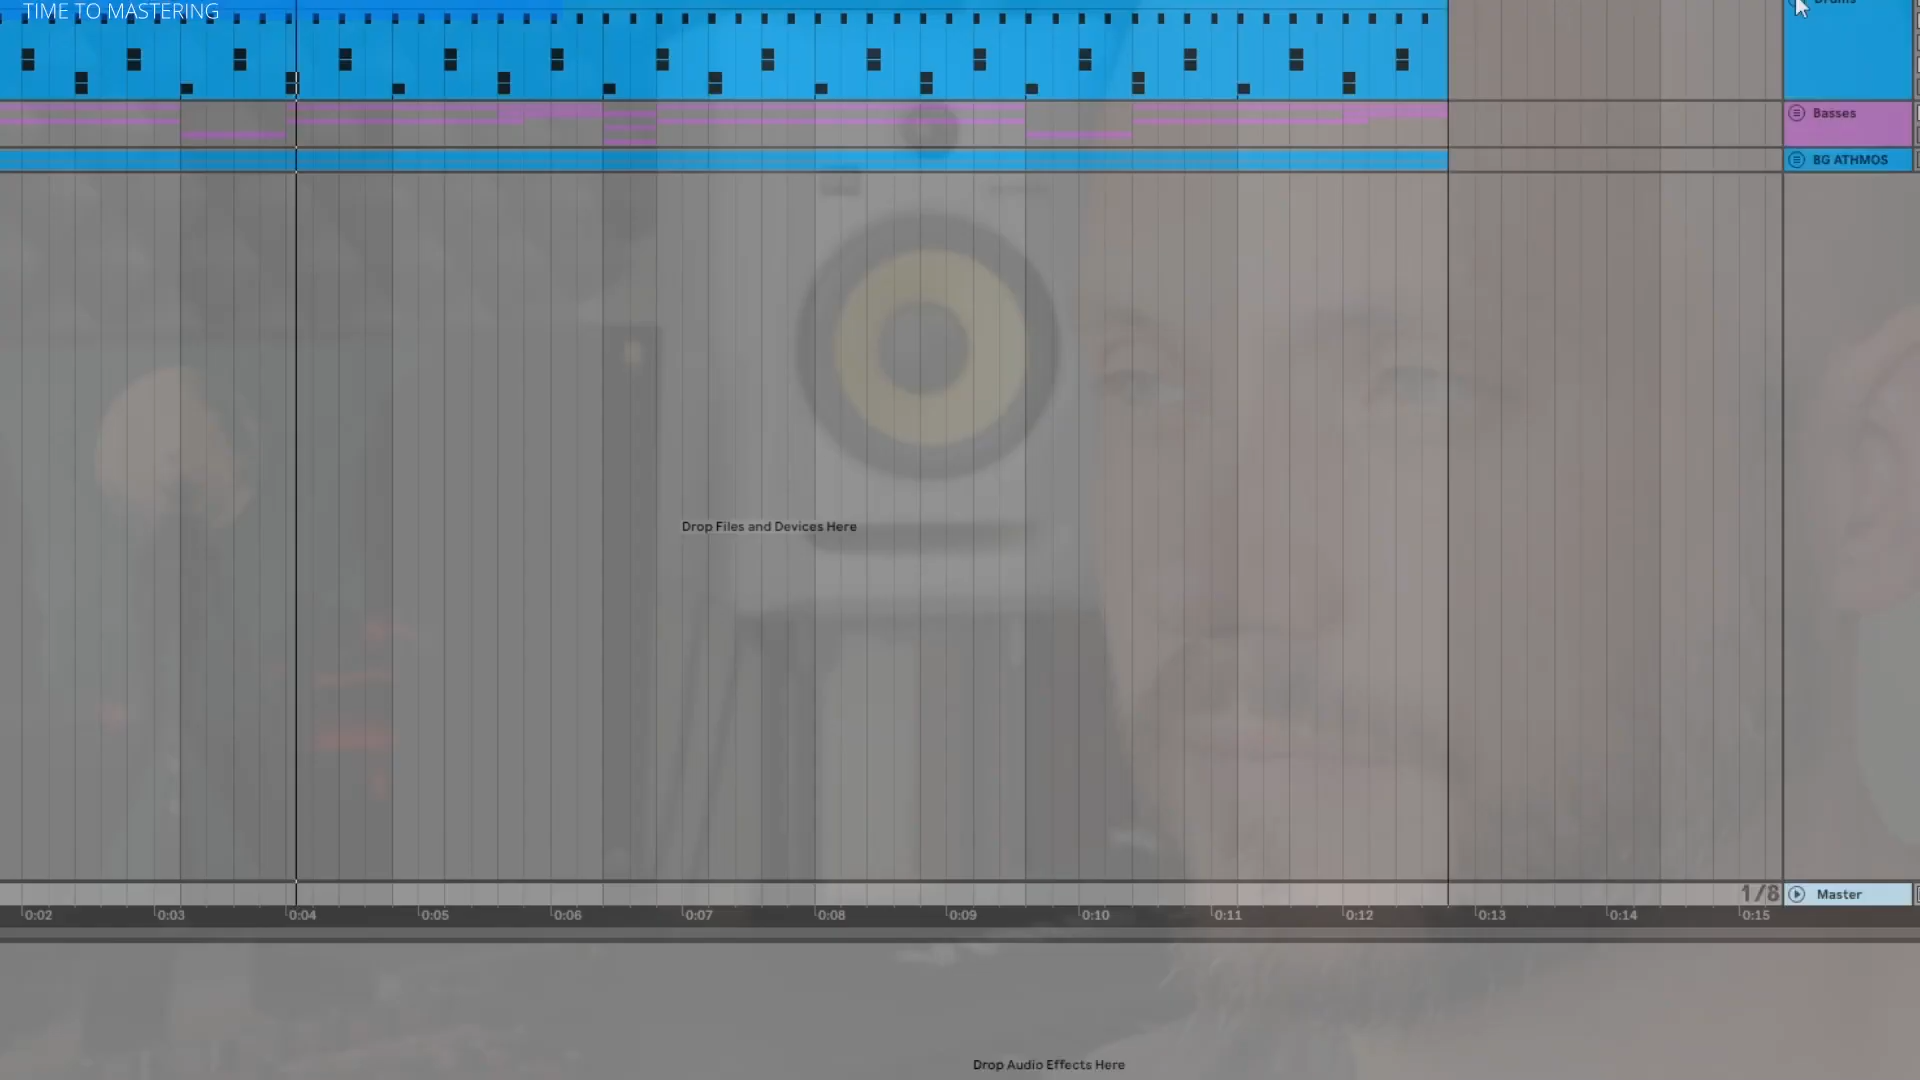 TIME TO MASTERING
Drums
Basses
BG ATHMOS
Drop Files and Devices Here
1/8
Master
0:02 0:03 0:04 0:05 0:06 0:07 0:08 0:09 0:10 0:11 0:12 0:13 0:14 0:15
Drop Audio Effects Here